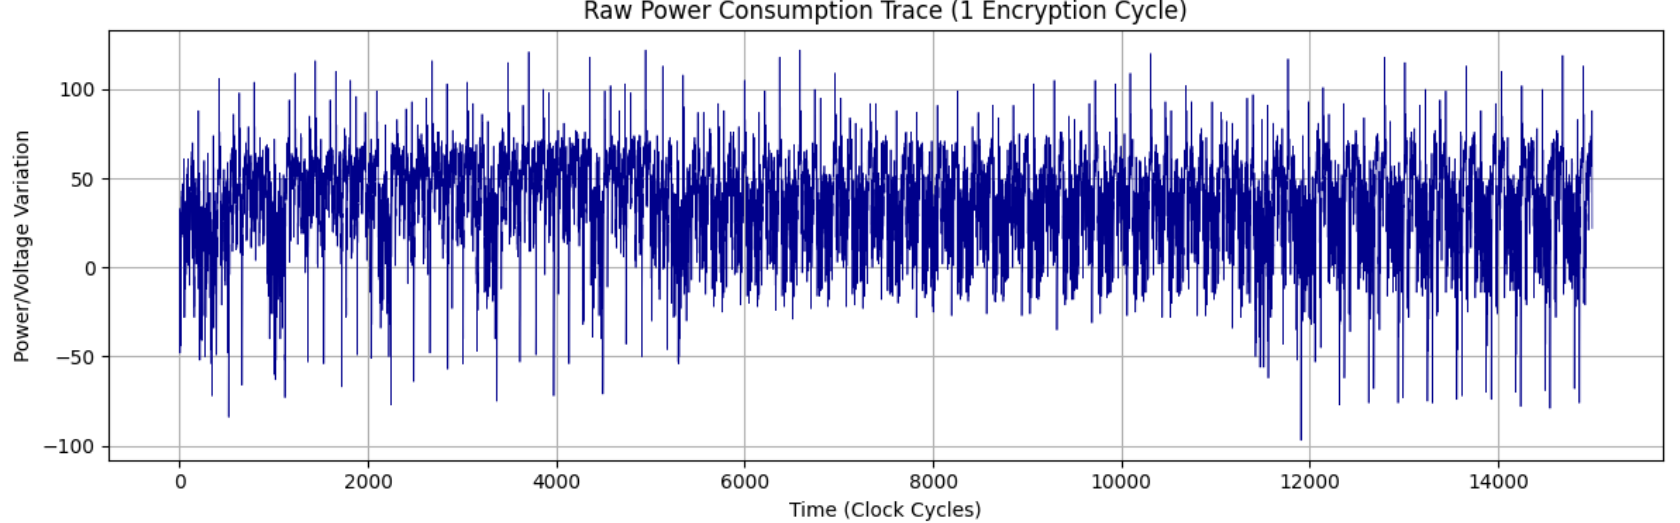 Raw Power Consumption Trace (1 Encryption Cycle)
Power/Voltage Variation
100
50
0
−50
−100
0 2000 4000 6000 8000 10000 12000 14000
Time (Clock Cycles)